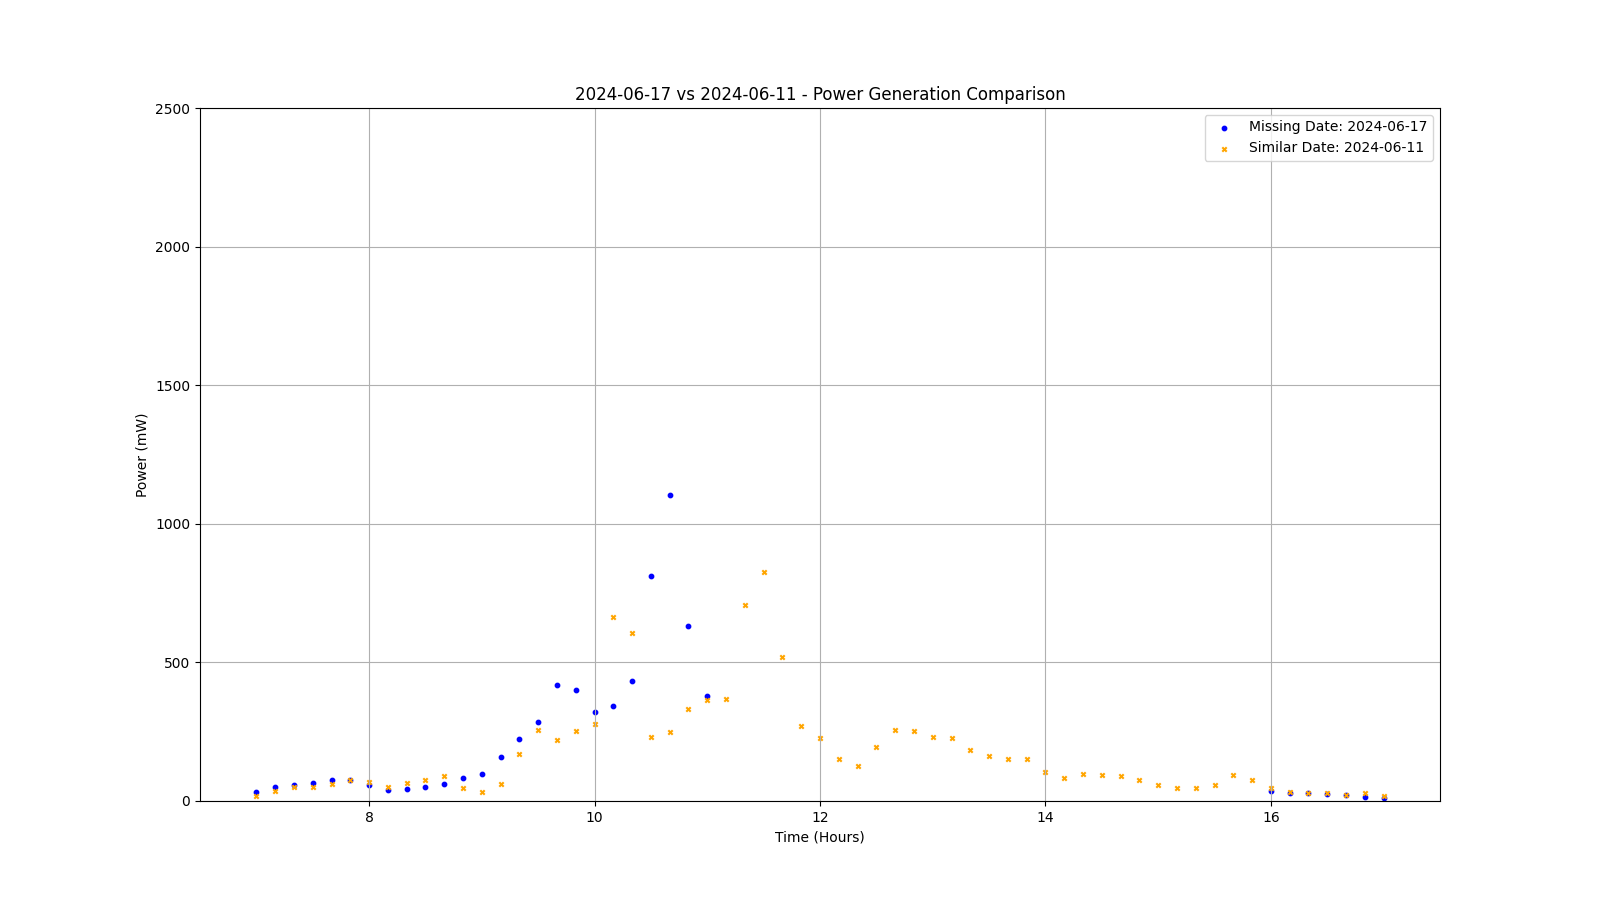 2024-06-17 vs 2024-06-11 - Power Generation Comparison
Missing Date: 2024-06-17
Similar Date: 2024-06-11
Power (mW)
2500
2000
1500
1000
500
0
8
10
12
14
16
Time (Hours)